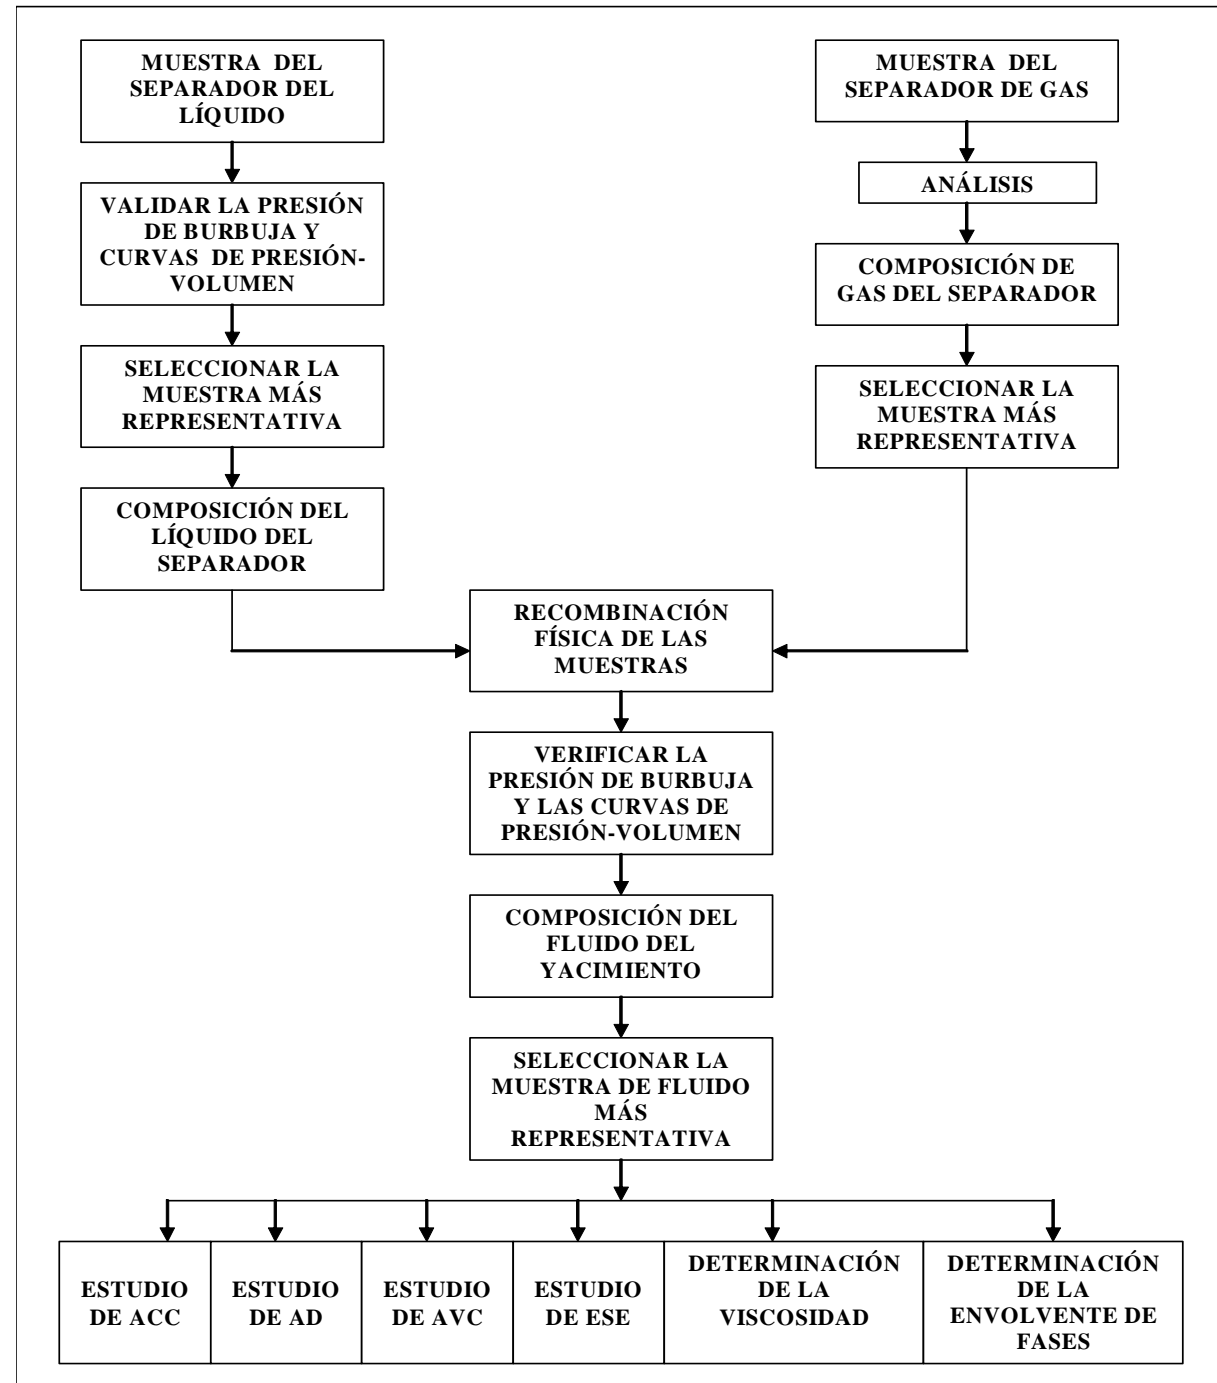 MUESTRA DEL
SEPARADOR DEL
LÍQUIDO
VALIDAR LA PRESIÓN
DE BURBUJA Y
CURVAS DE PRESIÓN-
VOLUMEN
SELECCIONAR LA
MUESTRA MÁS
REPRESENTATIVA
COMPOSICIÓN DEL
LÍQUIDO DEL
SEPARADOR
MUESTRA DEL
SEPARADOR DE GAS
ANÁLISIS
COMPOSICIÓN DE
GAS DEL SEPARADOR
SELECCIONAR LA
MUESTRA MÁS
REPRESENTATIVA
RECOMBINACIÓN
FÍSICA DE LAS
MUESTRAS
VERIFICAR LA
PRESIÓN DE BURBUJA
Y LAS CURVAS DE
PRESIÓN-VOLUMEN
COMPOSICIÓN DEL
FLUIDO DEL
YACIMIENTO
SELECCIONAR LA
MUESTRA DE FLUIDO
MÁS
REPRESENTATIVA
ESTUDIO
DE ACC
ESTUDIO
DE AD
ESTUDIO
DE AVC
ESTUDIO
DE ESE
DETERMINACIÓN
DE LA
VISCOSIDAD
DETERMINACIÓN
DE LA
ENVOLVENTE DE
FASES